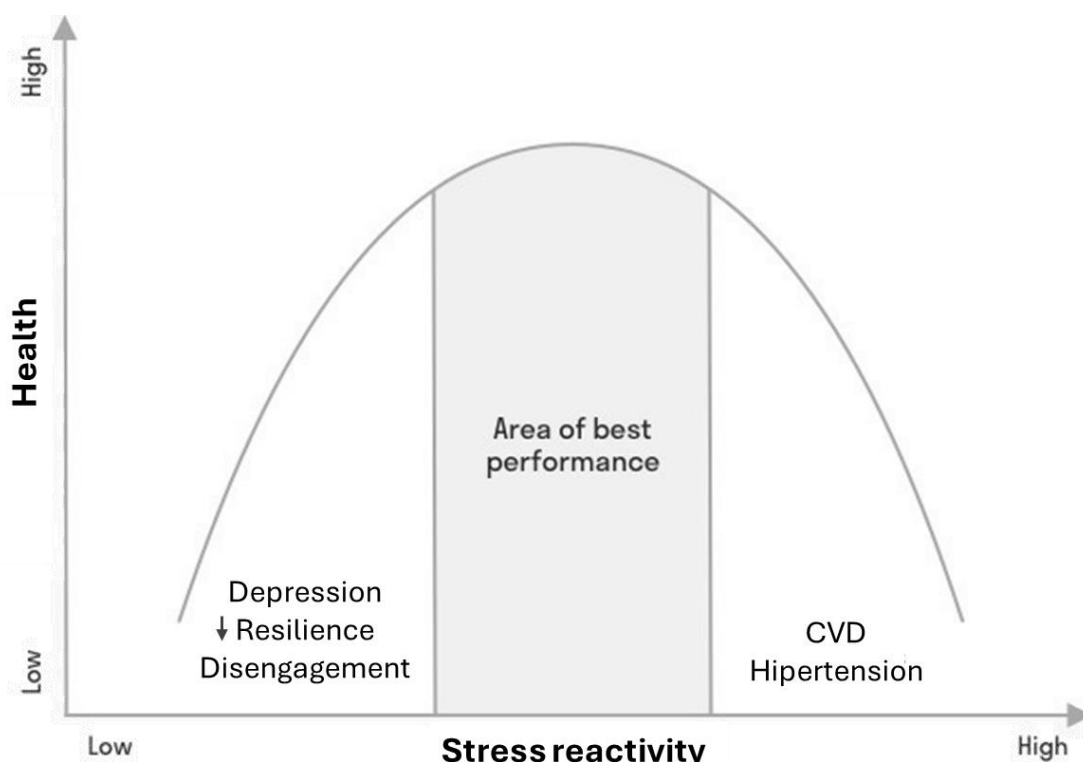 High
Health
Area of best
performance
Depression
↓ Resilience
Disengagement
CVD
Hipertension
Low
Low
Stress reactivity
High